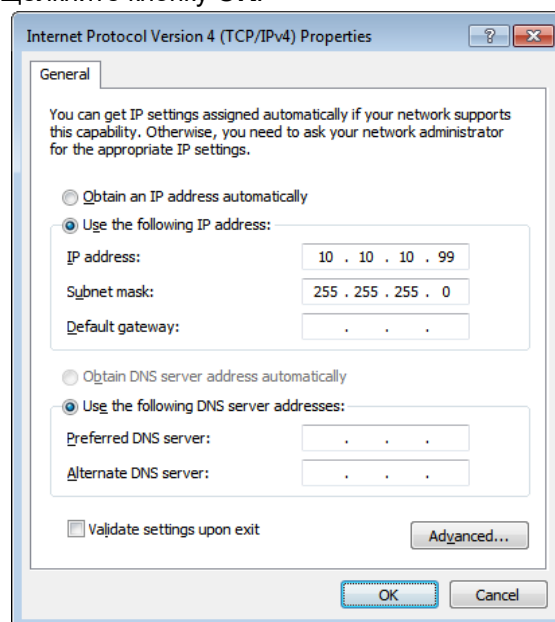 Щелкните кнопку OK.
Internet Protocol Version 4 (TCP/IPv4) Properties
General
You can get IP settings assigned automatically if your network supports
this capability. Otherwise, you need to ask your network administrator
for the appropriate IP settings.
Obtain an IP address automatically
Use the following IP address:
IP address: 10 . 10 . 10 . 99
Subnet mask: 255 . 255 . 255 . 0
Default gateway: . . .
Obtain DNS server address automatically
Use the following DNS server addresses:
Preferred DNS server: . . .
Alternate DNS server: . . .
Validate settings upon exit
Advanced...
OK Cancel